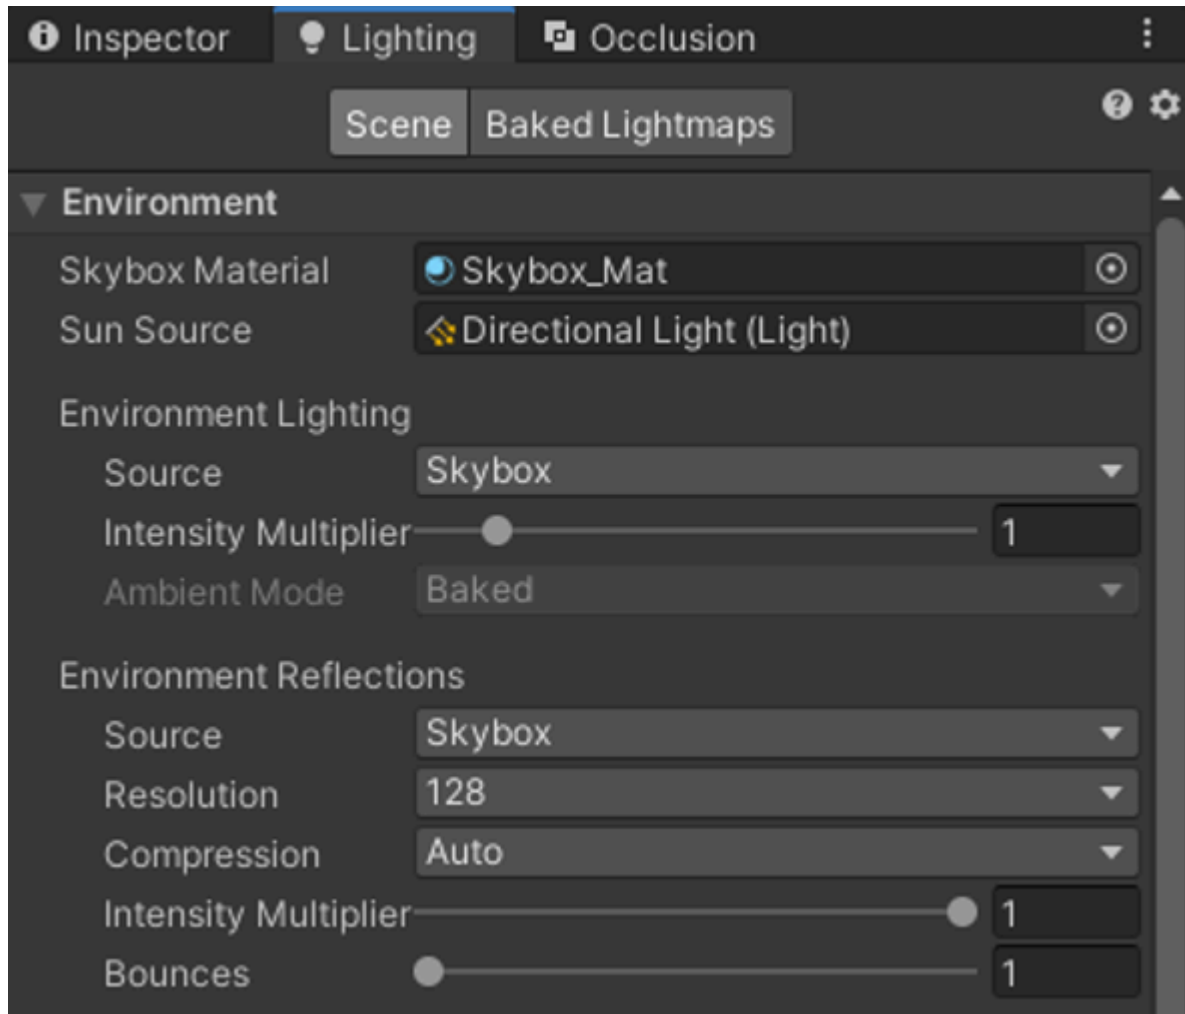 Inspector Lighting Occlusion
Scene Baked Lightmaps
Environment
Skybox Material Skybox_Mat
Sun Source Directional Light (Light)
Environment Lighting
Source Skybox
Intensity Multiplier 1
Ambient Mode Baked
Environment Reflections
Source Skybox
Resolution 128
Compression Auto
Intensity Multiplier 1
Bounces 1